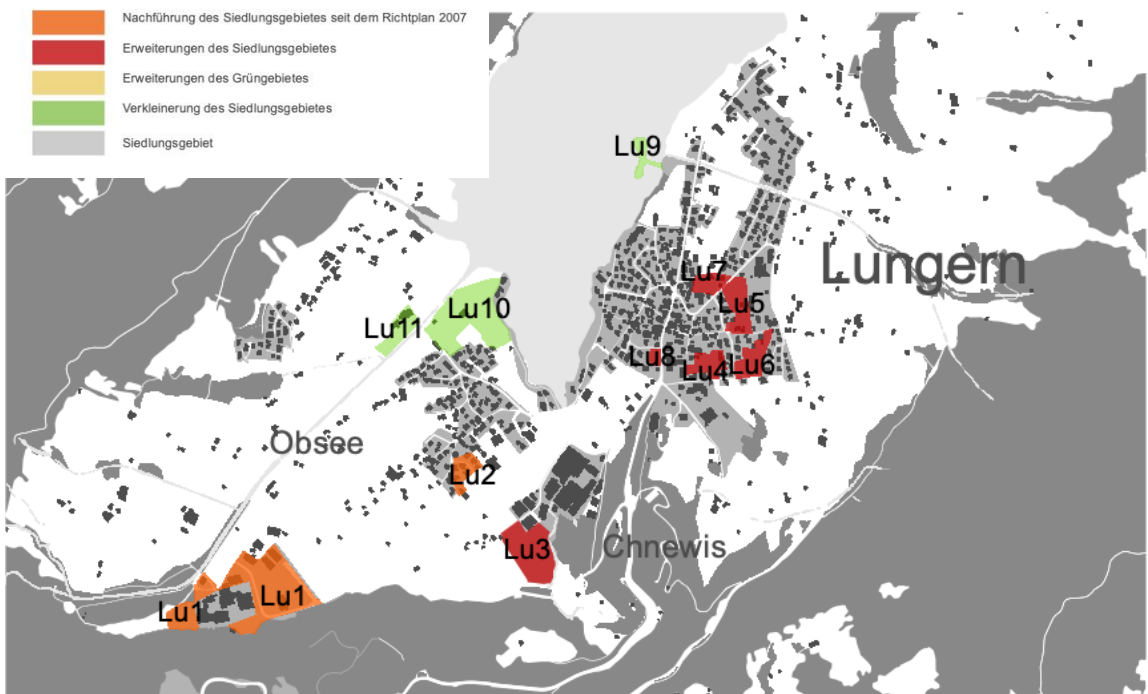 Nachführung des Siedlungsgebietes seit dem Richtplan 2007
Erweiterungen des Siedlungsgebietes
Erweiterungen des Grüngebietes
Verkleinerung des Siedlungsgebietes
Siedlungsgebiet
Lu9
Lungern
Lu7
Lu5
Lu10
Lu11
Lu8
Lu4
Lu6
Obsee
Lu2
Lu3
Chnewis
Lu1
Lu1